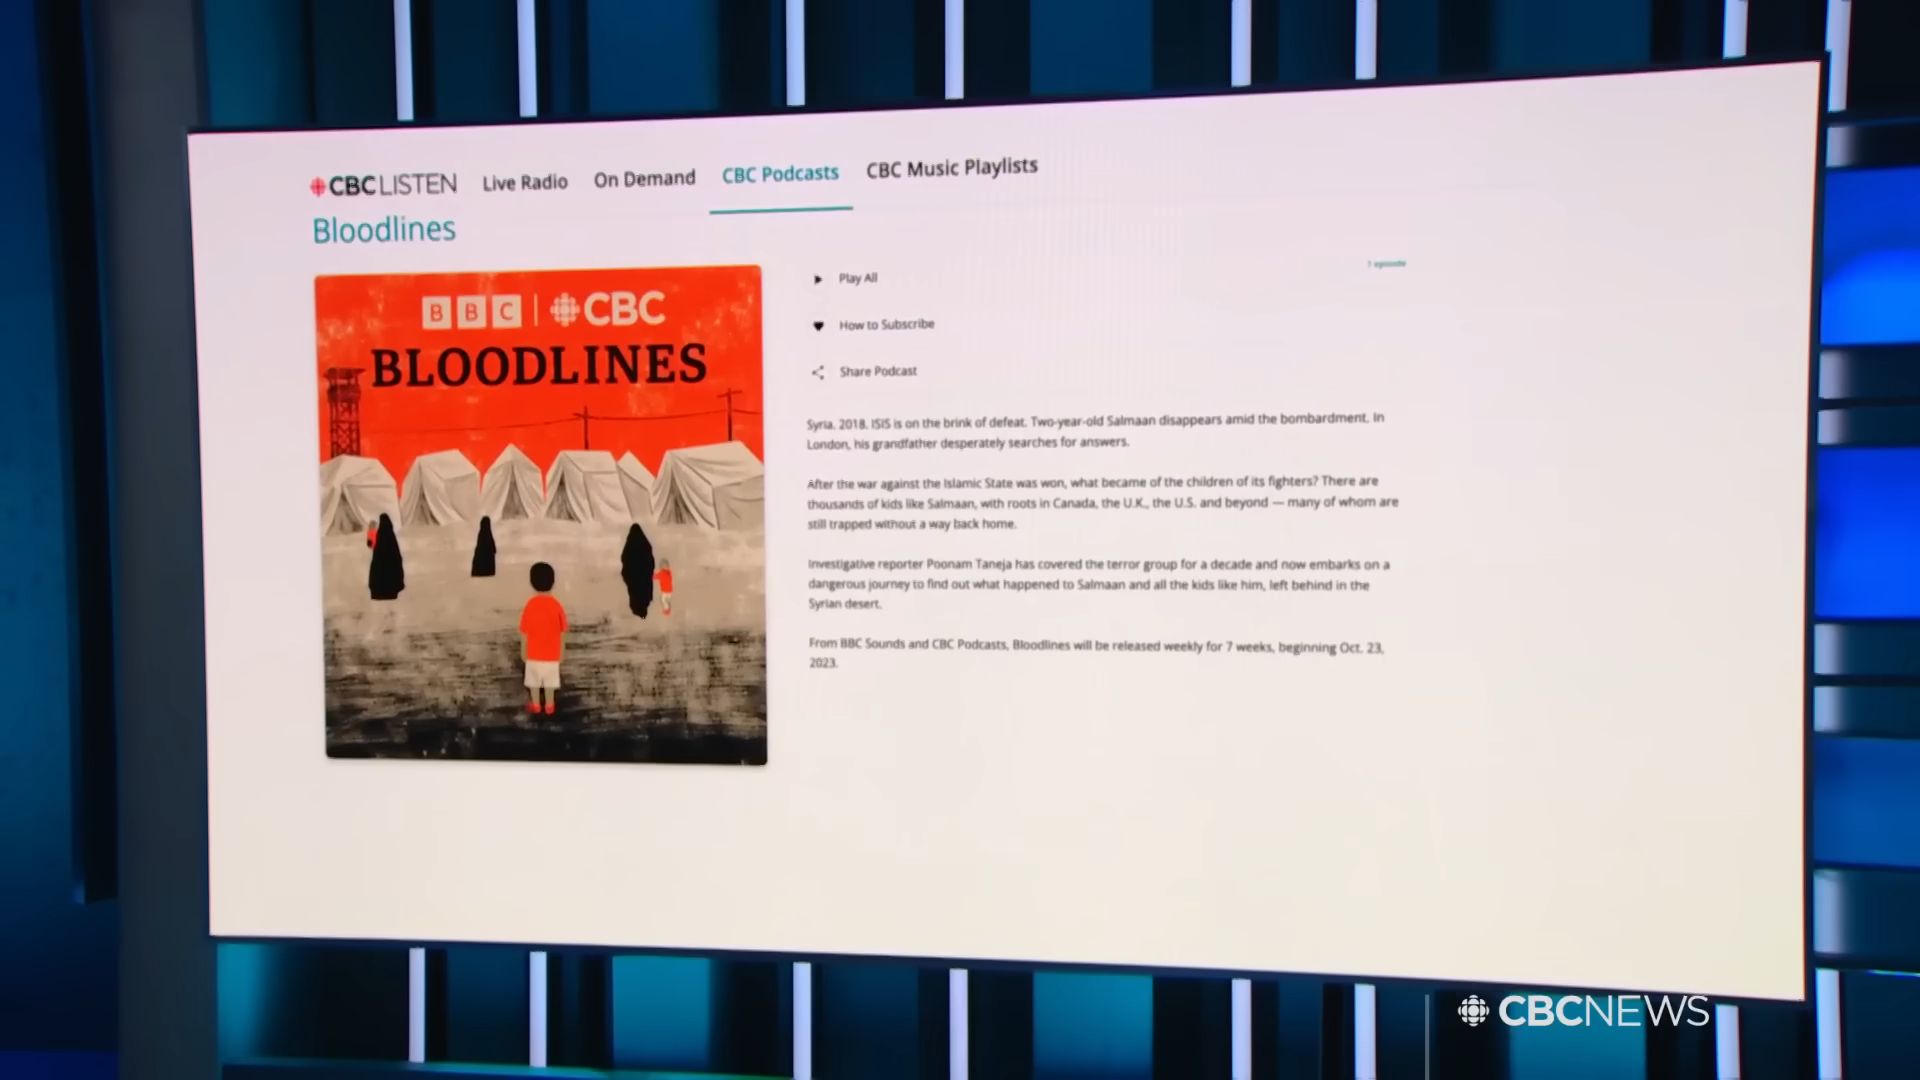 CBC LISTEN Live Radio On Demand CBC Podcasts CBC Music Playlists
Bloodlines
BBC | CBC
BLOODLINES
Play All
1 episode
How to Subscribe
Share Podcast
Syria. 2018. ISIS is on the brink of defeat. Two-year-old Salmaan disappears amid the bombardment. In
London, his grandfather desperately searches for answers.
After the war against the Islamic State was won, what became of the children of its fighters? There are
thousands of kids like Salmaan, with roots in Canada, the U.K., the U.S. and beyond — many of whom are
still trapped without a way back home.
Investigative reporter Poonam Taneja has covered the terror group for a decade and now embarks on a
dangerous journey to find out what happened to Salmaan and all the kids like him, left behind in the
Syrian desert.
From BBC Sounds and CBC Podcasts, Bloodlines will be released weekly for 7 weeks, beginning Oct. 23,
2023.
CBC NEWS